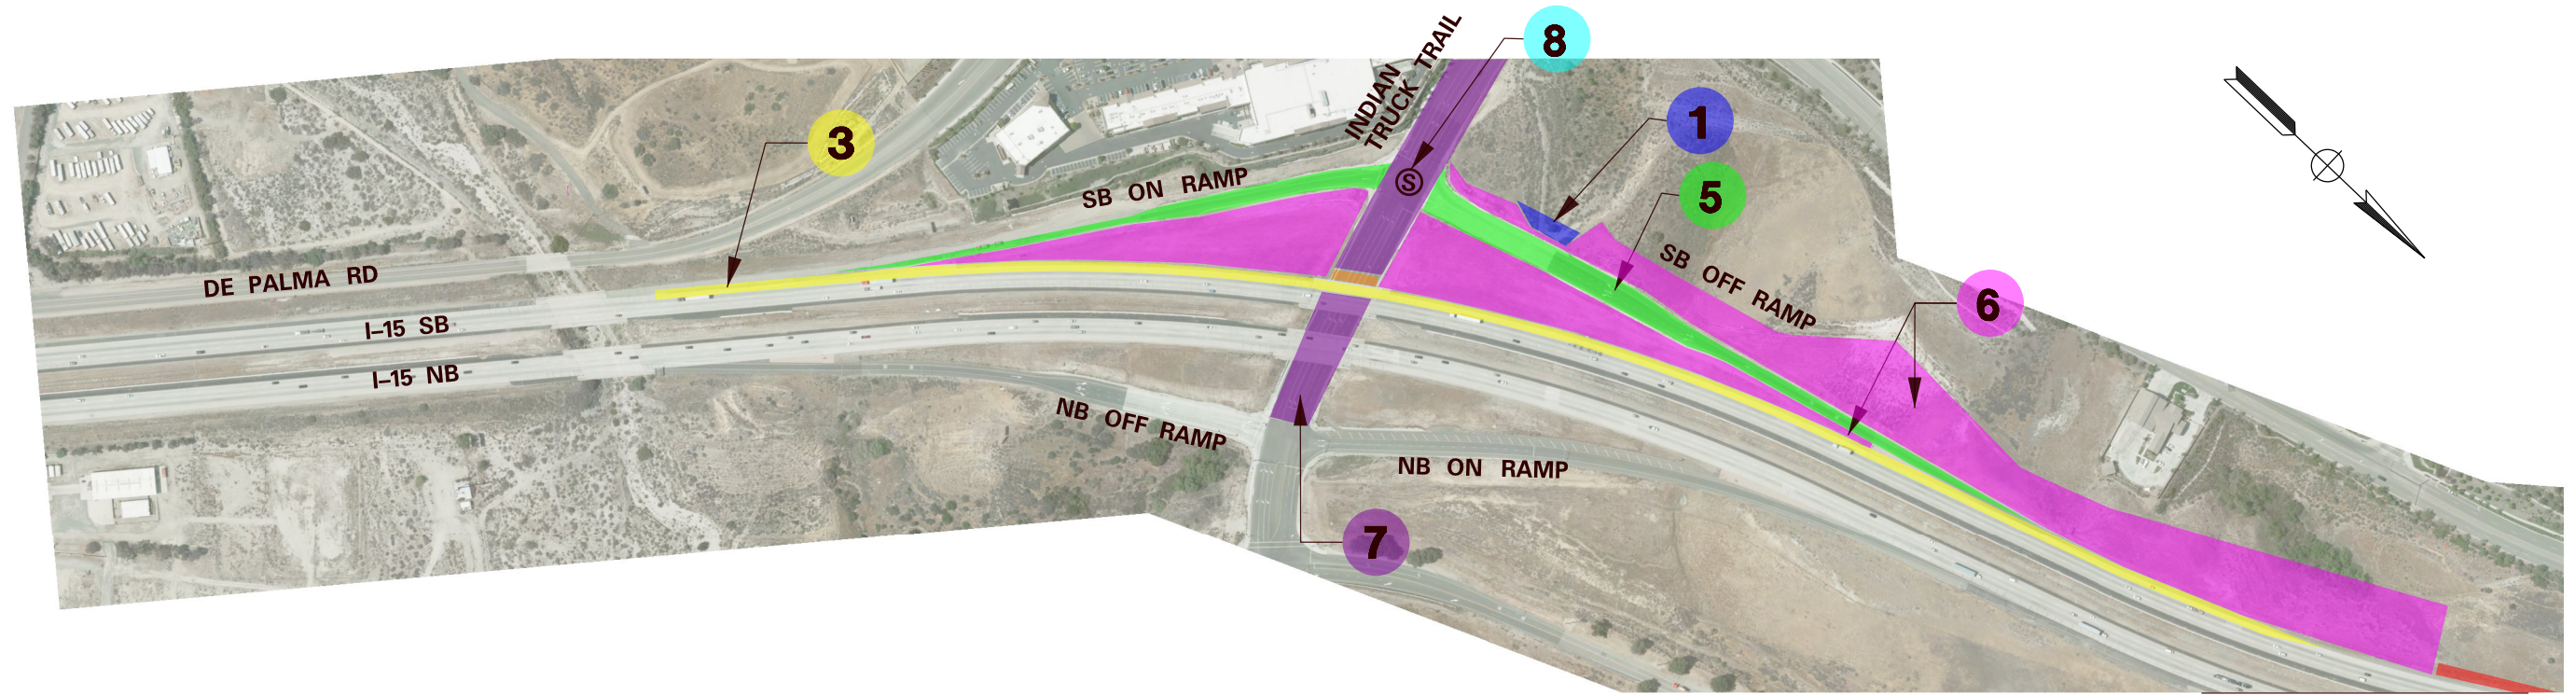 8
INDIAN
TRUCK TRAIL
1
3
5
S
SB ON RAMP
SB OFF RAMP
DE PALMA RD
6
I-15 SB
I-15 NB
NB OFF RAMP
NB ON RAMP
7